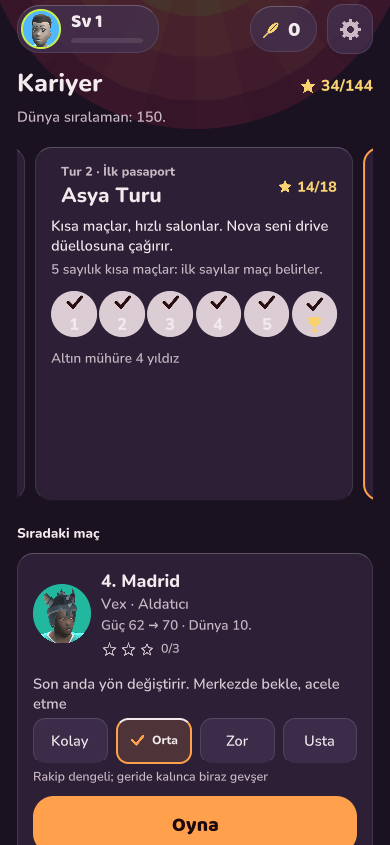 Sv 1
0
Kariyer
34/144
Dünya sıralaman: 150.
Tur 2 · İlk pasaport
Asya Turu
14/18
Kısa maçlar, hızlı salonlar. Nova seni drive
düellosuna çağırır.
5 sayılık kısa maçlar: ilk sayılar maçı belirler.
1 2 3 4 5
Altın mühüre 4 yıldız
Sıradaki maç
4. Madrid
Vex · Aldatıcı
Güç 62 → 70 · Dünya 10.
0/3
Son anda yön değiştirir. Merkezde bekle, acele
etme
Kolay Orta Zor Usta
Rakip dengeli; geride kalınca biraz gevşer
Oyna